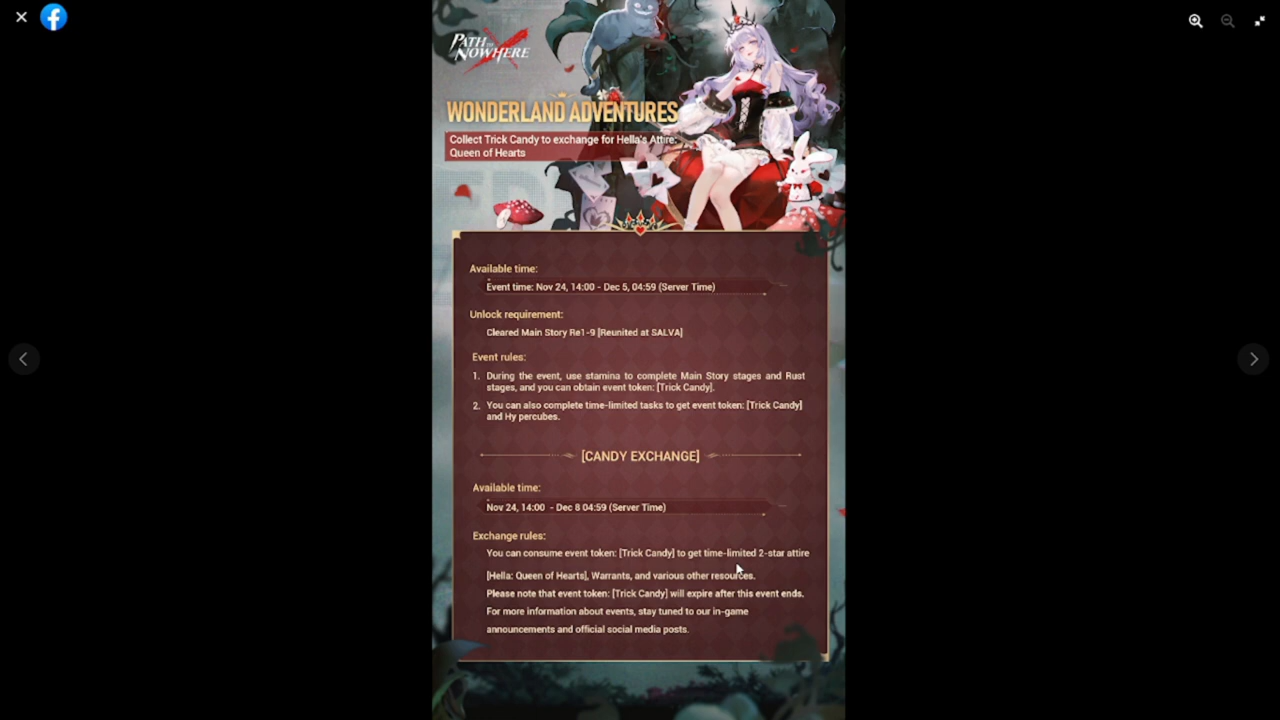 PATH TO NOWHERE
WONDERLAND ADVENTURES
Collect Trick Candy to exchange for Hella's Attire:
Queen of Hearts
Available time:
Event time: Nov 24, 14:00 - Dec 5, 04:59 (Server Time)
Unlock requirement:
Cleared Main Story Re1-9 [Reunited at SALVA]
Event rules:
1. During the event, use stamina to complete Main Story stages and Rust
stages, and you can obtain event token: [Trick Candy].
2. You can also complete time-limited tasks to get event token: [Trick Candy]
and Hy percubes.
[CANDY EXCHANGE]
Available time:
Nov 24, 14:00 - Dec 8 04:59 (Server Time)
Exchange rules:
You can consume event token: [Trick Candy] to get time-limited 2-star attire
[Hella: Queen of Hearts], Warrants, and various other resources.
Please note that event token: [Trick Candy] will expire after this event ends.
For more information about events, stay tuned to our in-game
announcements and official social media posts.